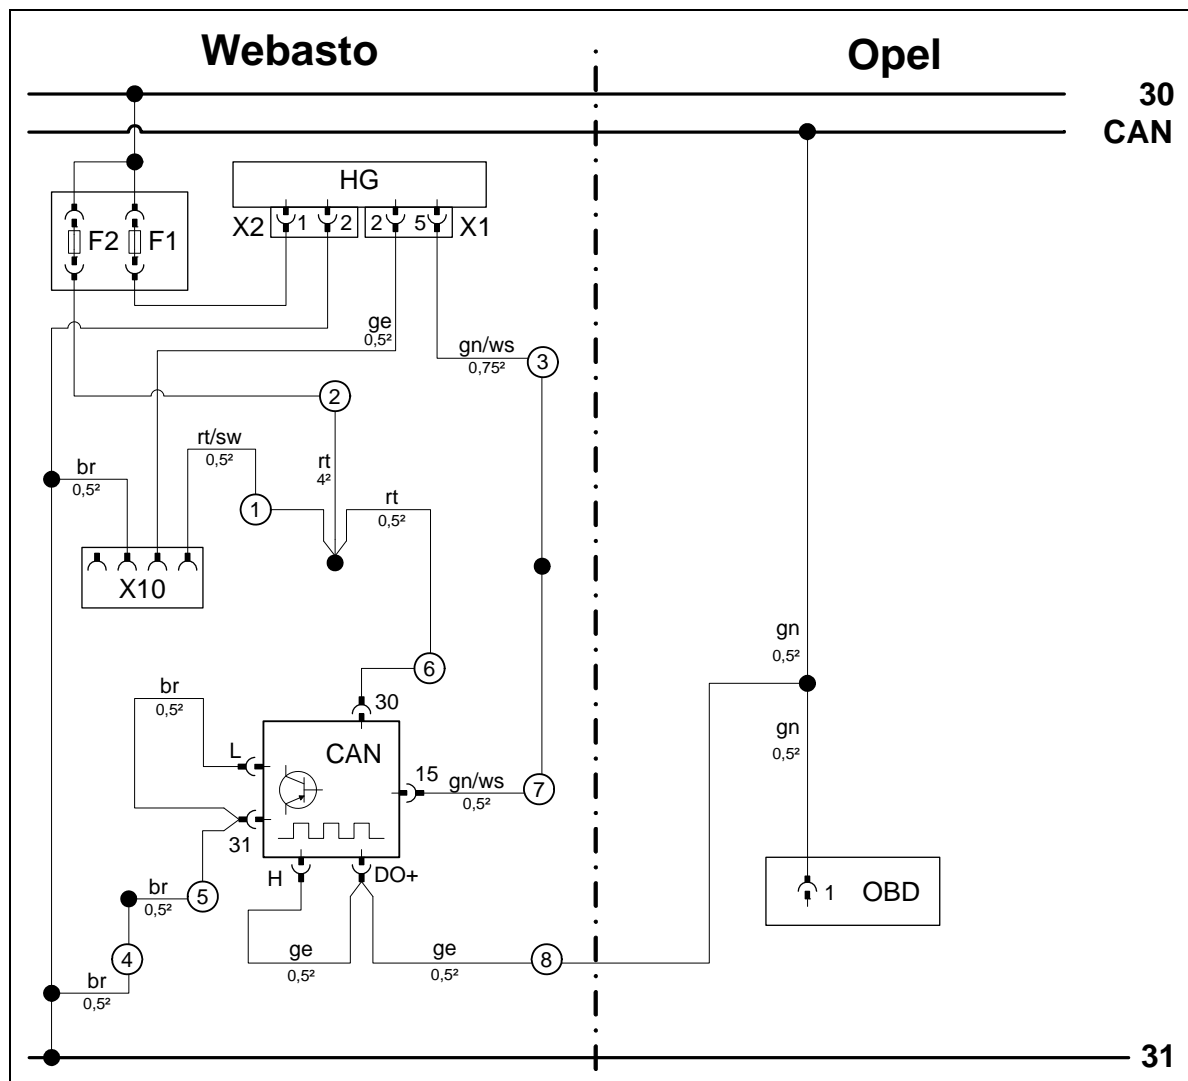 Webasto
Opel
30
CAN
HG
X2 1 2 2 5 X1
F2 F1
ge
0,5²
gn/ws
0,75²
3
2
rt/sw
0,5²
rt
4²
br
0,5²
1
rt
0,5²
X10
gn
0,5²
6
br
0,5²
30
gn
0,5²
L
CAN
15
gn/ws
0,5²
7
31
H
DO+
br
0,5²
5
1 OBD
ge
0,5²
ge
0,5²
8
4
br
0,5²
31